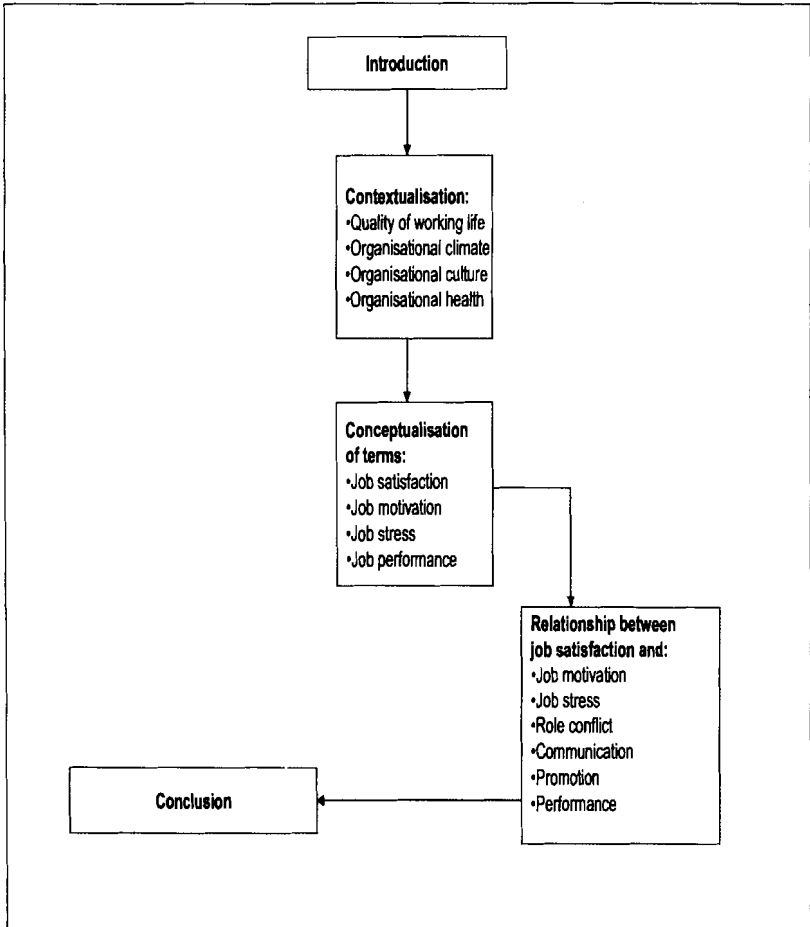 Introduction
Contextualisation:
•Quality of working life
•Organisational climate
•Organisational culture
•Organisational health
Conceptualisation
of terms:
•Job satisfaction
•Job motivation
•Job stress
•Job performance
Relationship between
job satisfaction and:
•Job motivation
•Job stress
•Role conflict
•Communication
•Promotion
•Performance
Conclusion